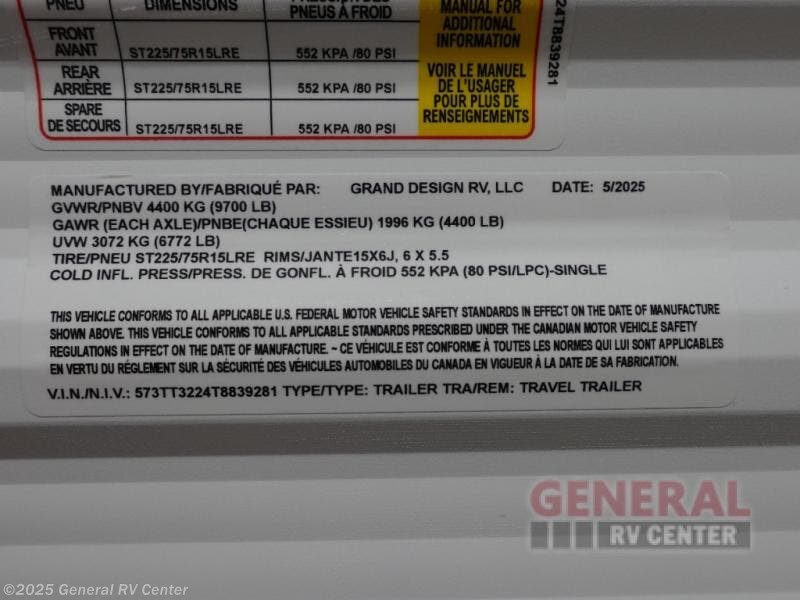 PNEU
DIMENSIONS
PNEUS À FROID
MANUAL FOR
ADDITIONAL
INFORMATION
FRONT
AVANT
ST225/75R15LRE
552 KPA /80 PSI
REAR
ARRIÈRE
ST225/75R15LRE
552 KPA /80 PSI
SPARE
DE SECOURS
ST225/75R15LRE
552 KPA /80 PSI
VOIR LE MANUEL
DE L'USAGER
POUR PLUS DE
RENSEIGNEMENTS
24T8839281
MANUFACTURED BY/FABRIQUÉ PAR: GRAND DESIGN RV, LLC DATE: 5/2025
GVWR/PNBV 4400 KG (9700 LB)
GAWR (EACH AXLE)/PNBE(CHAQUE ESSIEU) 1996 KG (4400 LB)
UVW 3072 KG (6772 LB)
TIRE/PNEU ST225/75R15LRE RIMS/JANTE15X6J, 6 X 5.5
COLD INFL. PRESS/PRESS. DE GONFL. À FROID 552 KPA (80 PSI/LPC)-SINGLE
THIS VEHICLE CONFORMS TO ALL APPLICABLE U.S. FEDERAL MOTOR VEHICLE SAFETY STANDARDS IN EFFECT ON THE DATE OF MANUFACTURE
SHOWN ABOVE. THIS VEHICLE CONFORMS TO ALL APPLICABLE STANDARDS PRESCRIBED UNDER THE CANADIAN MOTOR VEHICLE SAFETY
REGULATIONS IN EFFECT ON THE DATE OF MANUFACTURE. ~ CE VÉHICULE EST CONFORME À TOUTES LES NORMES QUI LUI SONT APPLICABLES
EN VERTU DU RÉGLEMENT SUR LA SÉCURITÉ DES VÉHICULES AUTOMOBILES DU CANADA EN VIGUEUR À LA DATE DE SA FABRICATION.
V.I.N./N.I.V.: 573TT3224T8839281 TYPE/TYPE: TRAILER TRA/REM: TRAVEL TRAILER
GENERAL
RV CENTER
©2025 General RV Center